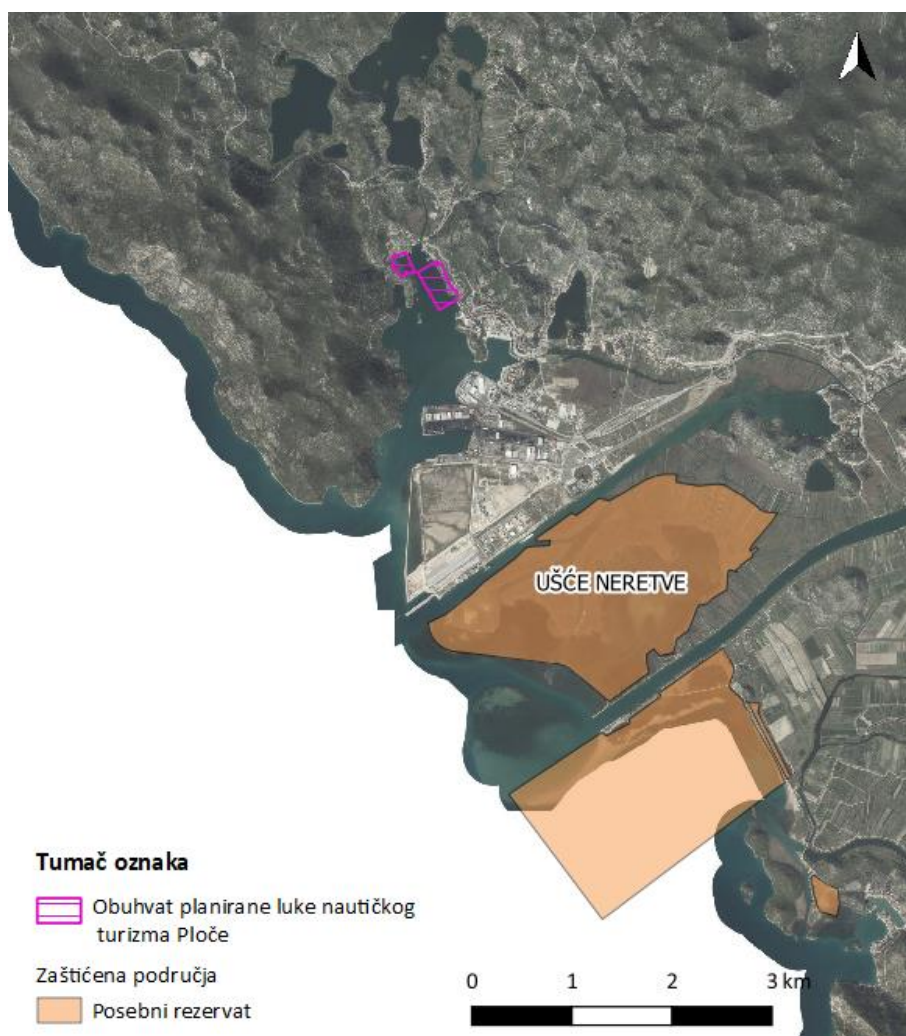 UŠĆE NERETVE
Tumač oznaka
Obuhvat planirane luke nautičkog
turizma Ploče
Zaštićena područja
Posebni rezervat
0 1 2 3 km